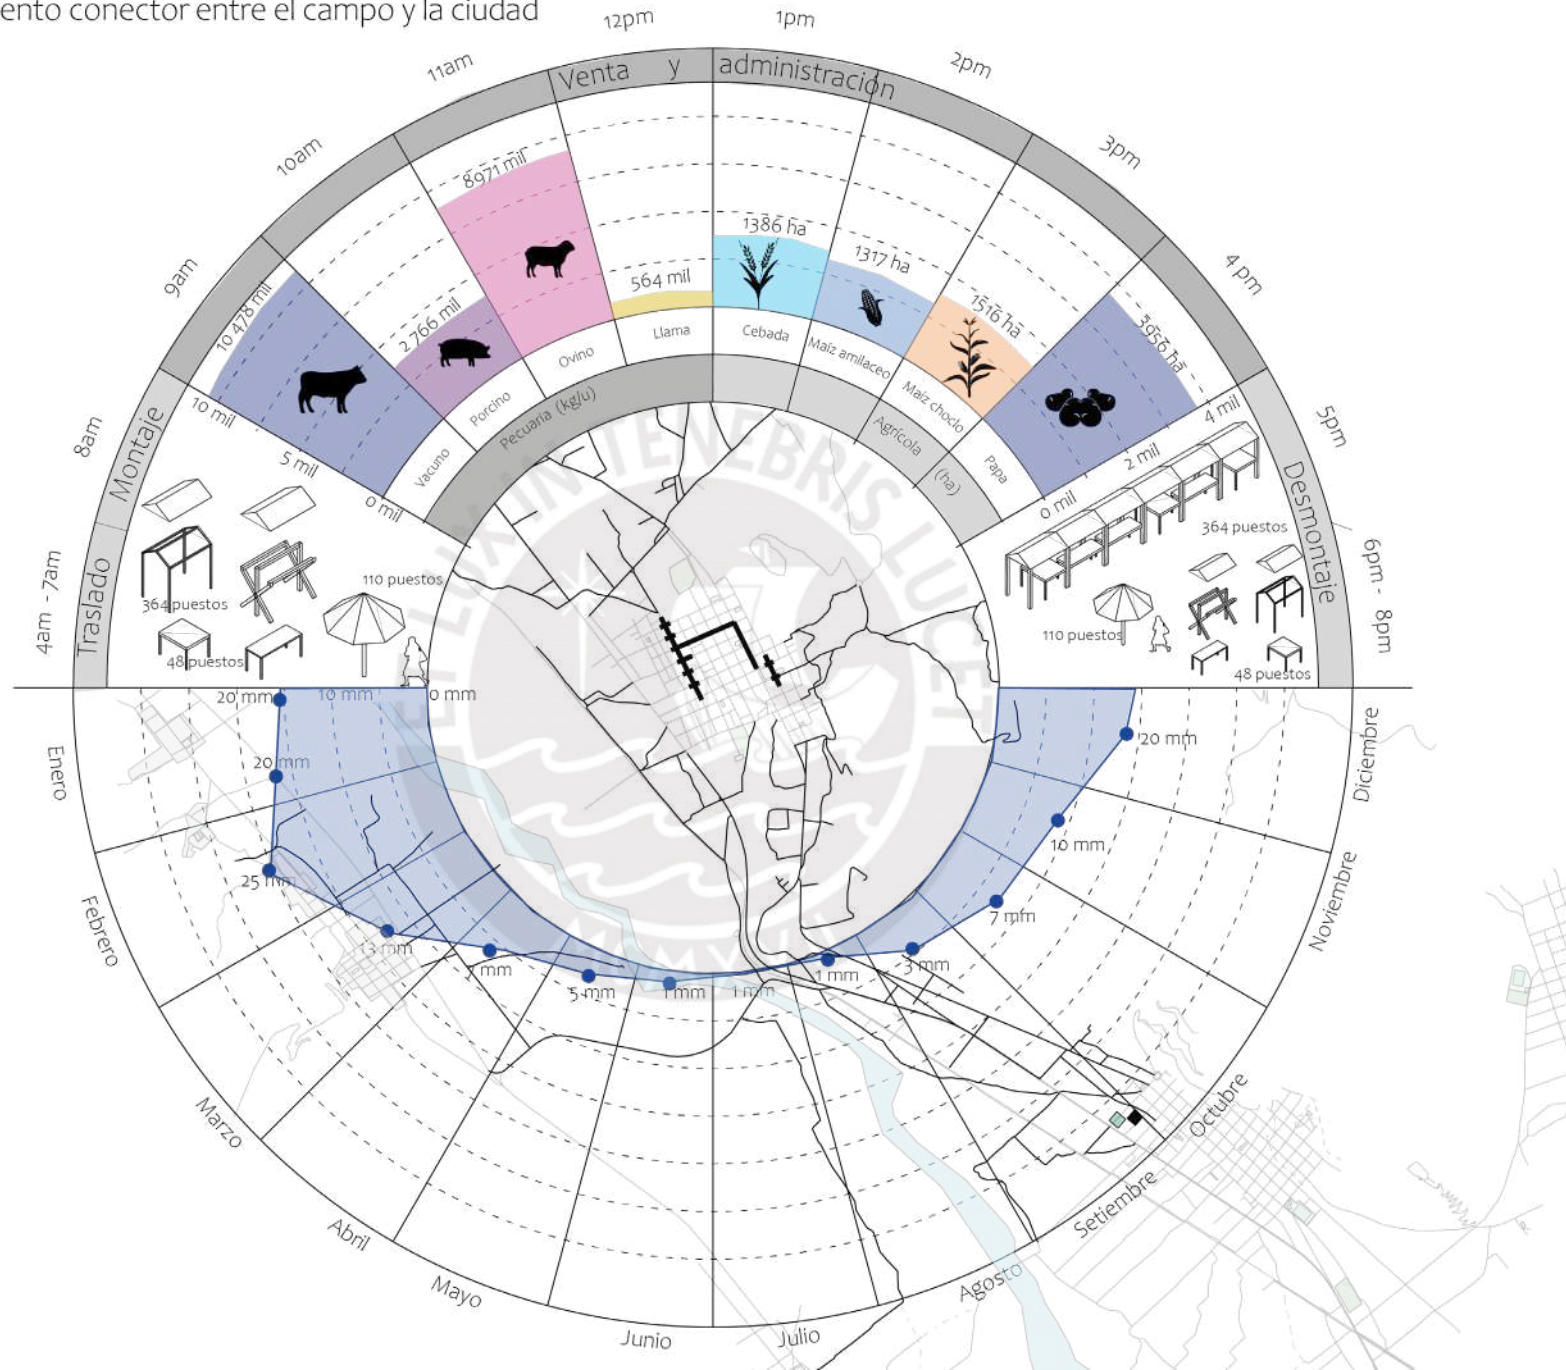 ento conector entre el campo y la ciudad
12pm
1pm
11am
2pm
10am
3pm
9am
4 pm
8am
5pm
4am - 7am
6pm - 8pm
Venta y administración
Montaje
Traslado
Desmontaje
10 478 mil
2 766 mil
8971 mil
564 mil
1386 ha
1317 ha
1516 ha
3956 ha
10 mil
5 mil
0 mil
4 mil
2 mil
0 mil
Vacuno
Porcino
Ovino
Llama
Cebada
Maíz amilaceo
Maíz choclo
Papa
Pecuaria (kg/u)
Agrícola (ha)
364 puestos
110 puestos
48 puestos
364 puestos
110 puestos
48 puestos
ET LUX IN TENEBRIS LUCET
MCMXVII
20 mm
10 mm
0 mm
20 mm
25 mm
13 mm
7 mm
5 mm
1 mm
1 mm
1 mm
3 mm
7 mm
10 mm
20 mm
Enero
Febrero
Marzo
Abril
Mayo
Junio
Julio
Agosto
Setiembre
Octubre
Noviembre
Diciembre